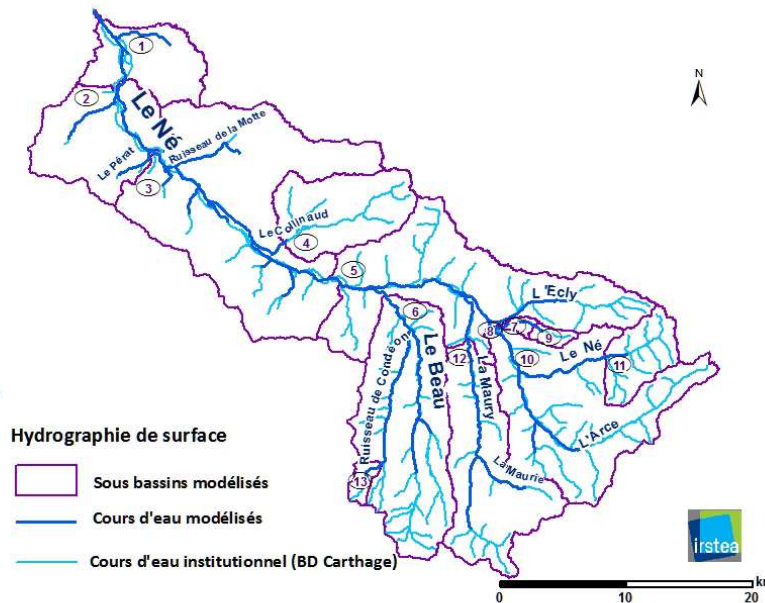 1
N
2
Le Né
Ruisseau de la Motte
Le Pérat
3
Le Collinaud
4
5
L'Ecly
6
8
7
9
Le Né
Ruisseau de Condéon
Le Beau
12
La Maury
10
11
L'Arce
Hydrographie de surface
La Maurie
13
Sous bassins modélisés
Cours d'eau modélisés
irstea
Cours d'eau institutionnel (BD Carthage)
km
0 10 20